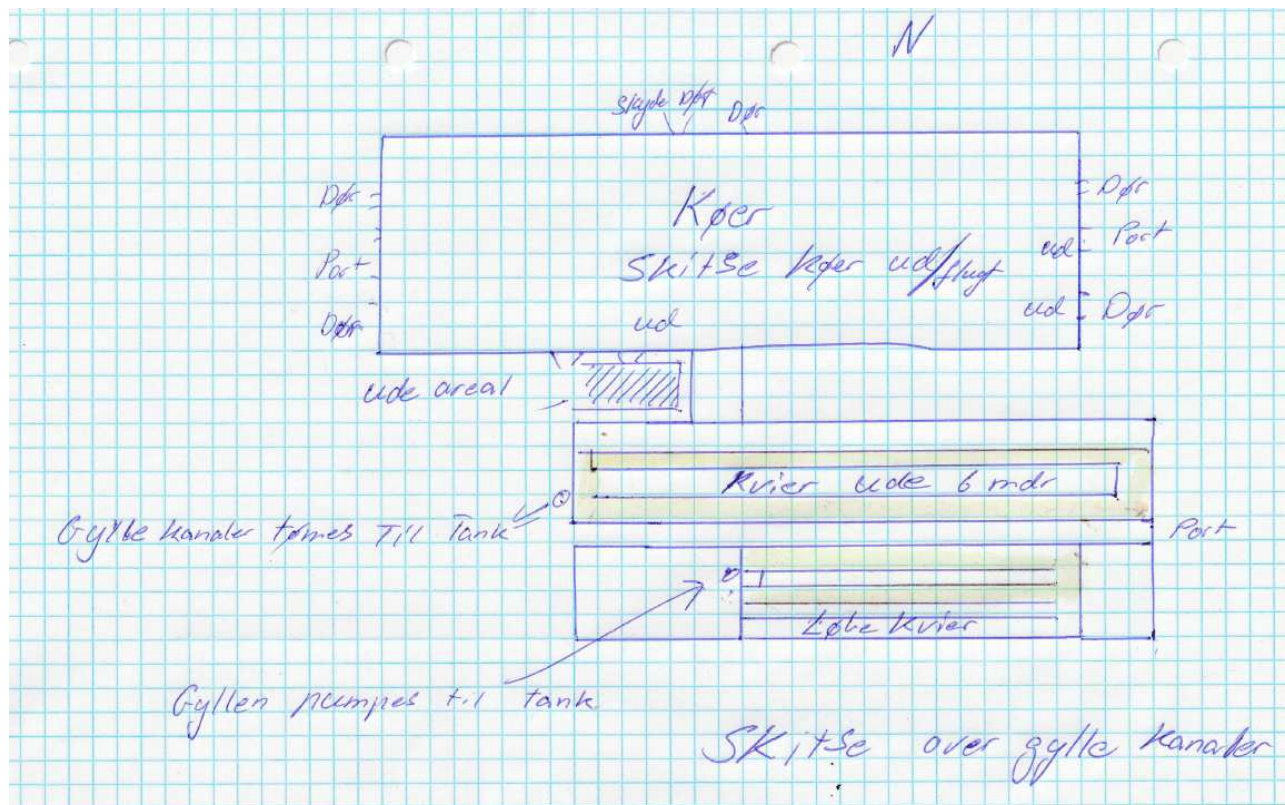 N
Skyde Dør Dør
Dør
Dør
Køer
Port
ud Port
Skitse køer ud/flugt
Dør
ud
ud Dør
ude areal
Kvier ude 6 mdr
Gylle kanaler tømes Til Tank
Port
Løbe Kvier
Gyllen pumpes til tank
Skitse over gylle kanaler